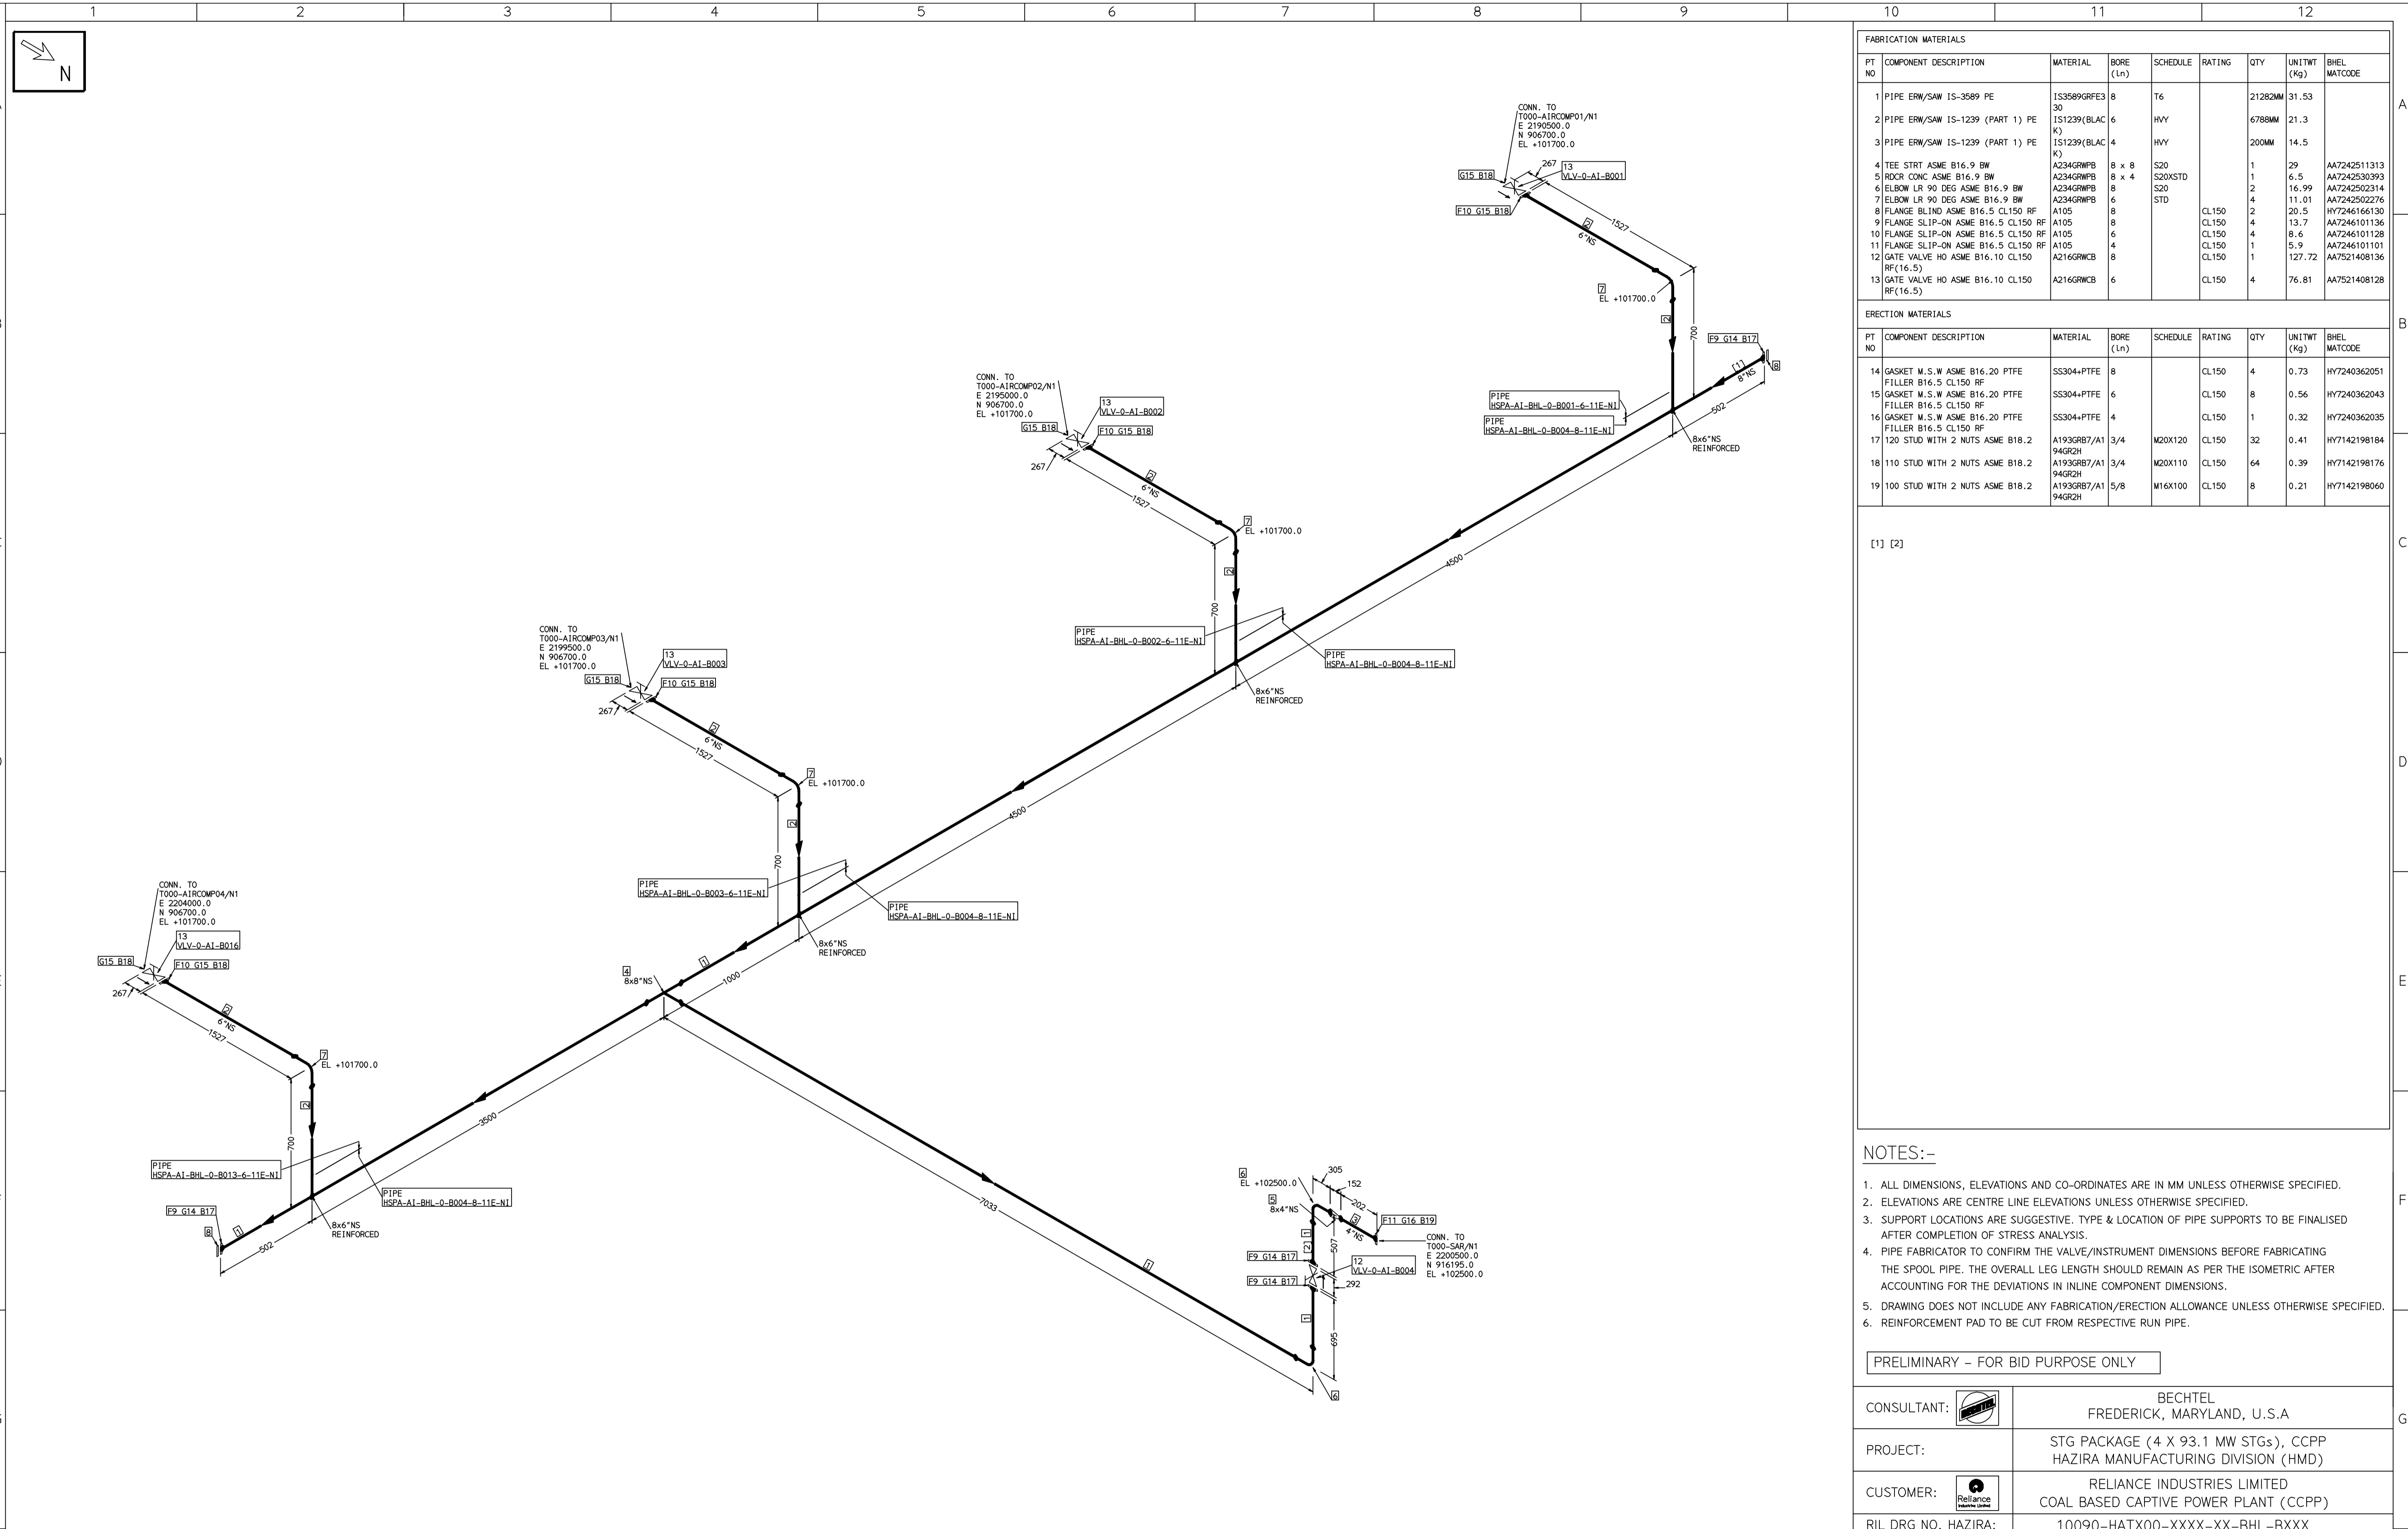 1 2 3 4 5 6 7 8 9 10 11 12
N
CONN. TO
T000-AIRCOMP01/N1
E 2190500.0
N 906700.0
EL +101700.0
267
13
VLV-0-AI-B001
G15 B18
F10 G15 B18
2
6"NS
1527
7
EL +101700.0
2
700
F9 G14 B17
8
[1]
8"NS
502
PIPE
HSPA-AI-BHL-0-B001-6-11E-NI
PIPE
HSPA-AI-BHL-0-B004-8-11E-NI
8x6"NS
REINFORCED
CONN. TO
T000-AIRCOMP02/N1
E 2195000.0
N 906700.0
EL +101700.0
13
VLV-0-AI-B002
G15 B18
F10 G15 B18
267
2
6"NS
1527
7
EL +101700.0
2
700
4500
PIPE
HSPA-AI-BHL-0-B002-6-11E-NI
PIPE
HSPA-AI-BHL-0-B004-8-11E-NI
8x6"NS
REINFORCED
CONN. TO
T000-AIRCOMP03/N1
E 2199500.0
N 906700.0
EL +101700.0
13
VLV-0-AI-B003
G15 B18
F10 G15 B18
267
2
6"NS
1527
7
EL +101700.0
2
700
4500
PIPE
HSPA-AI-BHL-0-B003-6-11E-NI
PIPE
HSPA-AI-BHL-0-B004-8-11E-NI
8x6"NS
REINFORCED
1
1000
4
8x8"NS
CONN. TO
T000-AIRCOMP04/N1
E 2204000.0
N 906700.0
EL +101700.0
13
VLV-0-AI-B016
G15 B18
F10 G15 B18
267
2
6"NS
1527
7
EL +101700.0
2
700
3500
PIPE
HSPA-AI-BHL-0-B013-6-11E-NI
PIPE
HSPA-AI-BHL-0-B004-8-11E-NI
8x6"NS
REINFORCED
F9 G14 B17
8
1
502
7033
1
6
EL +102500.0
5
8x4"NS
305
152
202
3
4"NS
F11 G16 B19
CONN. TO
T000-SAR/N1
E 2200500.0
N 916195.0
EL +102500.0
1
[2]
507
F9 G14 B17
12
VLV-0-AI-B004
F9 G14 B17
292
1
695
6
FABRICATION MATERIALS
PT NO COMPONENT DESCRIPTION MATERIAL BORE (in) SCHEDULE RATING QTY UNITWT (Kg) BHEL MATCODE
1 PIPE ERW/SAW IS-3589 PE IS3589GRFE3 8 T6 21282MM 31.53
30
2 PIPE ERW/SAW IS-1239 (PART 1) PE IS1239(BLAC 6 HVY 6788MM 21.3
K)
3 PIPE ERW/SAW IS-1239 (PART 1) PE IS1239(BLAC 4 HVY 200MM 14.5
K)
4 TEE STRT ASME B16.9 BW A234GRWPB 8 x 8 S20 1 29 AA7242511313
5 RDCR CONC ASME B16.9 BW A234GRWPB 8 x 4 S20XSTD 1 6.5 AA7242530393
6 ELBOW LR 90 DEG ASME B16.9 BW A234GRWPB 8 S20 2 16.99 AA7242502314
7 ELBOW LR 90 DEG ASME B16.9 BW A234GRWPB 6 STD 4 11.01 AA7242502276
8 FLANGE BLIND ASME B16.5 CL150 RF A105 8 CL150 2 20.5 HY7246166130
9 FLANGE SLIP-ON ASME B16.5 CL150 RF A105 8 CL150 4 13.7 AA7246101136
10 FLANGE SLIP-ON ASME B16.5 CL150 RF A105 6 CL150 4 8.6 AA7246101128
11 FLANGE SLIP-ON ASME B16.5 CL150 RF A105 4 CL150 1 5.9 AA7246101101
12 GATE VALVE HO ASME B16.10 CL150 A216GRWCB 8 CL150 1 127.72 AA7521408136
RF(16.5)
13 GATE VALVE HO ASME B16.10 CL150 A216GRWCB 6 CL150 4 76.81 AA7521408128
RF(16.5)
ERECTION MATERIALS
PT NO COMPONENT DESCRIPTION MATERIAL BORE (in) SCHEDULE RATING QTY UNITWT (Kg) BHEL MATCODE
14 GASKET M.S.W ASME B16.20 PTFE SS304+PTFE 8 CL150 4 0.73 HY7240362051
FILLER B16.5 CL150 RF
15 GASKET M.S.W ASME B16.20 PTFE SS304+PTFE 6 CL150 8 0.56 HY7240362043
FILLER B16.5 CL150 RF
16 GASKET M.S.W ASME B16.20 PTFE SS304+PTFE 4 CL150 1 0.32 HY7240362035
FILLER B16.5 CL150 RF
17 120 STUD WITH 2 NUTS ASME B18.2 A193GRB7/A1 3/4 M20X120 CL150 32 0.41 HY7142198184
94GR2H
18 110 STUD WITH 2 NUTS ASME B18.2 A193GRB7/A1 3/4 M20X110 CL150 64 0.39 HY7142198176
94GR2H
19 100 STUD WITH 2 NUTS ASME B18.2 A193GRB7/A1 5/8 M16X100 CL150 8 0.21 HY7142198060
94GR2H
[1] [2]
A
B
C
D
E
F
G
NOTES:-
1. ALL DIMENSIONS, ELEVATIONS AND CO-ORDINATES ARE IN MM UNLESS OTHERWISE SPECIFIED.
2. ELEVATIONS ARE CENTRE LINE ELEVATIONS UNLESS OTHERWISE SPECIFIED.
3. SUPPORT LOCATIONS ARE SUGGESTIVE. TYPE & LOCATION OF PIPE SUPPORTS TO BE FINALISED
AFTER COMPLETION OF STRESS ANALYSIS.
4. PIPE FABRICATOR TO CONFIRM THE VALVE/INSTRUMENT DIMENSIONS BEFORE FABRICATING
THE SPOOL PIPE. THE OVERALL LEG LENGTH SHOULD REMAIN AS PER THE ISOMETRIC AFTER
ACCOUNTING FOR THE DEVIATIONS IN INLINE COMPONENT DIMENSIONS.
5. DRAWING DOES NOT INCLUDE ANY FABRICATION/ERECTION ALLOWANCE UNLESS OTHERWISE SPECIFIED.
6. REINFORCEMENT PAD TO BE CUT FROM RESPECTIVE RUN PIPE.
PRELIMINARY - FOR BID PURPOSE ONLY
CONSULTANT: BECHTEL
FREDERICK, MARYLAND, U.S.A
PROJECT: STG PACKAGE (4 X 93.1 MW STGs), CCPP
HAZIRA MANUFACTURING DIVISION (HMD)
CUSTOMER: Reliance Industries Limited
RELIANCE INDUSTRIES LIMITED
COAL BASED CAPTIVE POWER PLANT (CCPP)
RIL DRG NO. HAZIRA: 10090-HATX00-XXXX-XX-BHL-BXXX